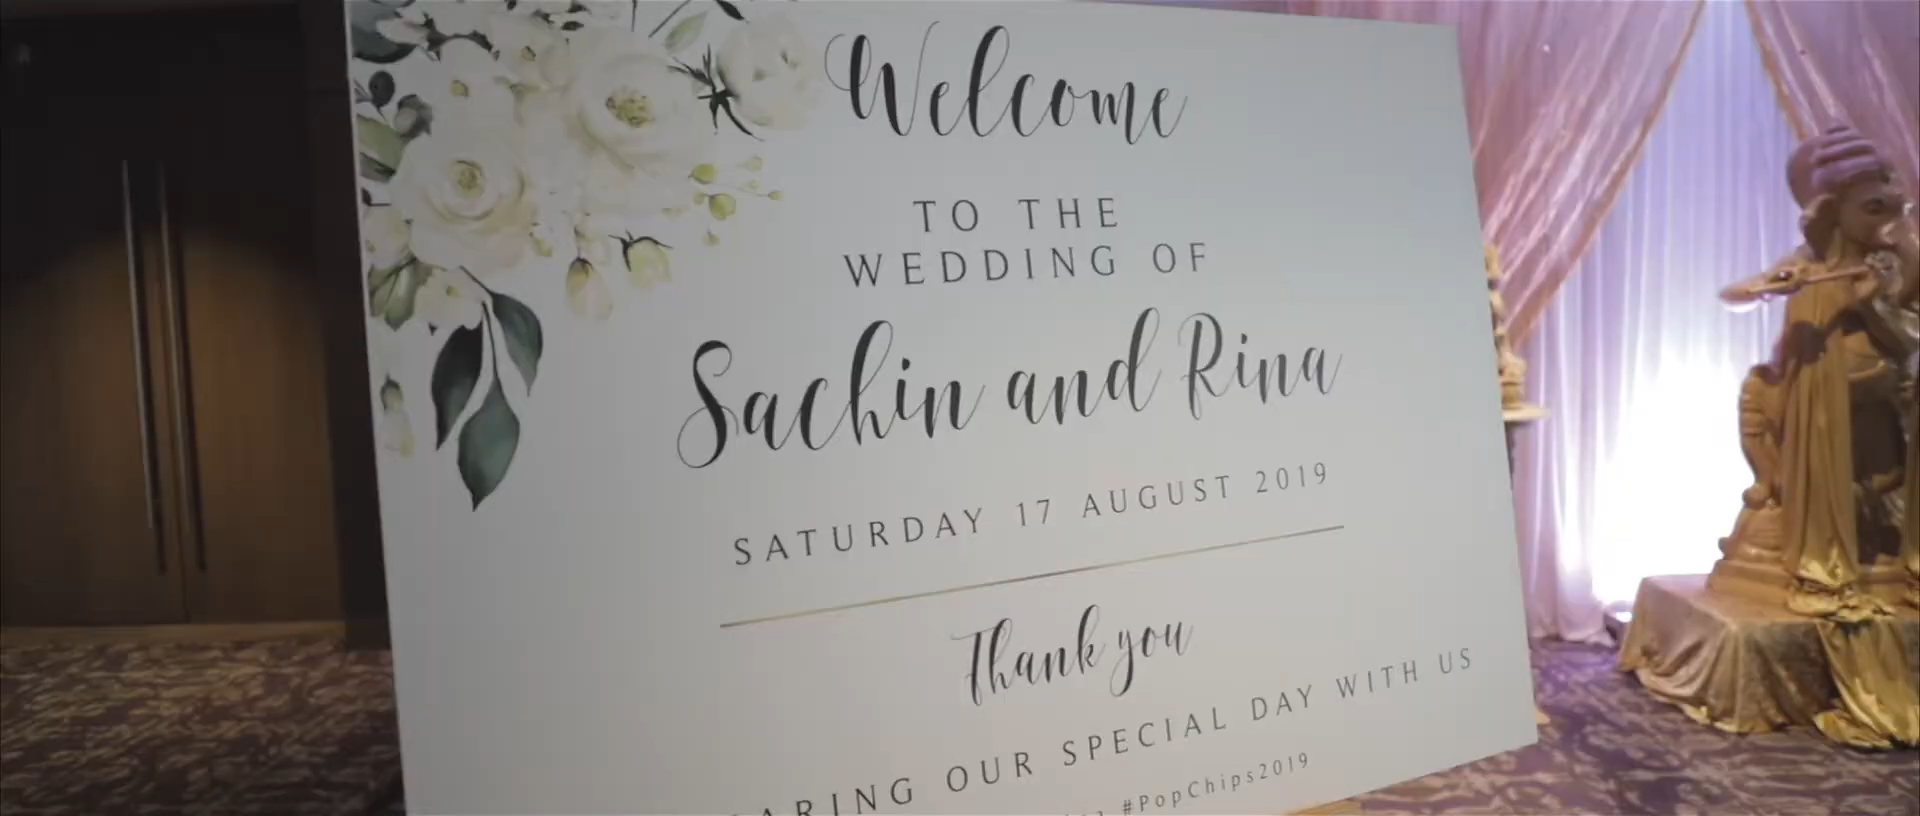 Welcome
TO THE
WEDDING OF
Sachin and Rina
SATURDAY 17 AUGUST 2019
Thank you
OUR SPECIAL DAY WITH US
#PopChips2019